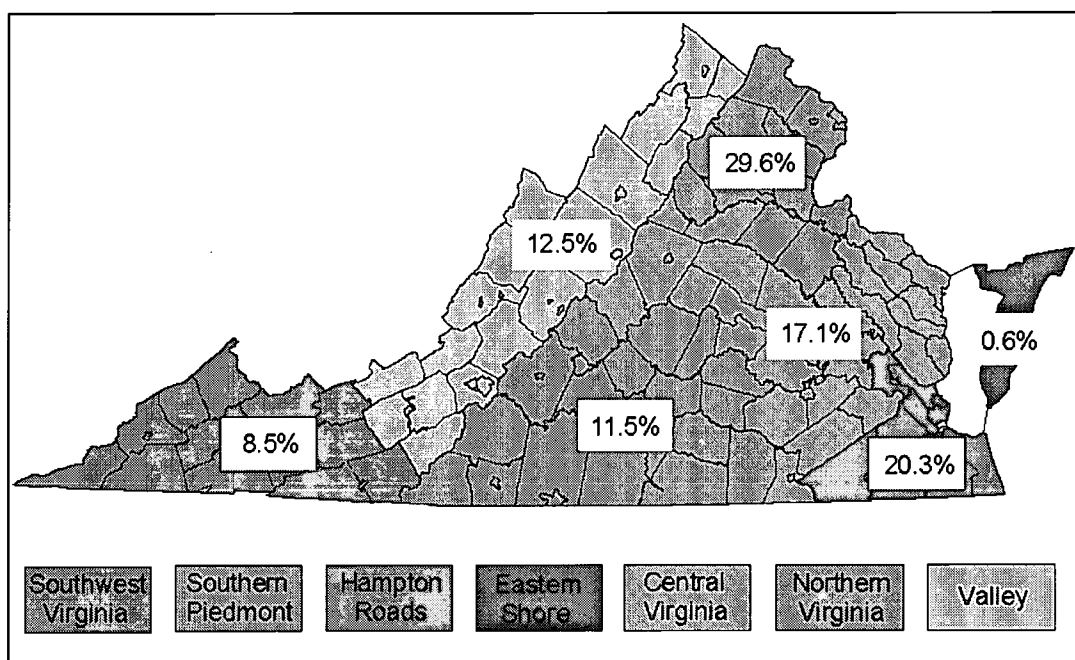 29.6%
12.5%
17.1%
0.6%
11.5%
8.5%
20.3%
Southwest
Virginia
Southern
Piedmont
Hampton
Roads
Eastern
Shore
Central
Virginia
Northern
Virginia
Valley